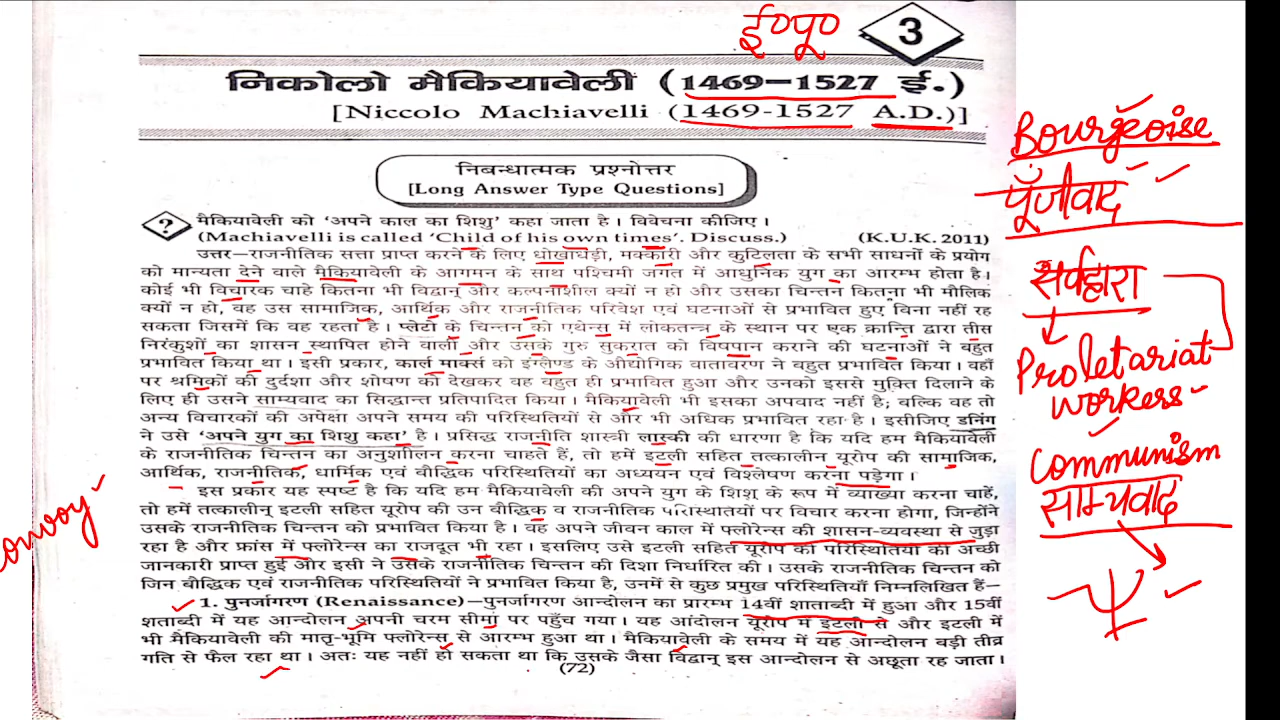 ई०पू०
3
निकोलो मैकियावेली (1469–1527 ई.)
[Niccolo Machiavelli (1469-1527 A.D.)]
निबन्धात्मक प्रश्नोत्तर
[Long Answer Type Questions]
? मैकियावेली को ‘अपने काल का शिशु’ कहा जाता है। विवेचना कीजिए।
(Machiavelli is called ‘Child of his own times’. Discuss.) (K.U.K. 2011)
उत्तर–राजनीतिक सत्ता प्राप्त करने के लिए धोखाधड़ी, मक्कारी और कुटिलता के सभी साधनों के प्रयोग
को मान्यता देने वाले मैकियावेली के आगमन के साथ पश्चिमी जगत में आधुनिक युग का आरम्भ होता है।
कोई भी विचारक चाहे कितना भी विद्वान् और कल्पनाशील क्यों न हो और उसका चिन्तन कितना भी मौलिक
क्यों न हो, वह उस सामाजिक, आर्थिक और राजनीतिक परिवेश एवं घटनाओं से प्रभावित हुए बिना नहीं रह
सकता जिसमें कि वह रहता है। प्लेटो के चिन्तन को एथेन्स में लोकतन्त्र के स्थान पर एक क्रान्ति द्वारा तीस
निरंकुशों का शासन स्थापित होने वाली और उसके गुरु सुकरात को विषपान कराने की घटनाओं ने बहुत
प्रभावित किया था। इसी प्रकार, कार्ल मार्क्स को इंग्लैण्ड के औद्योगिक वातावरण ने बहुत प्रभावित किया। वहाँ
पर श्रमिकों की दुर्दशा और शोषण को देखकर वह बहुत ही प्रभावित हुआ और उनको इससे मुक्ति दिलाने के
लिए ही उसने साम्यवाद का सिद्धान्त प्रतिपादित किया। मैकियावेली भी इसका अपवाद नहीं है; बल्कि वह तो
अन्य विचारकों की अपेक्षा अपने समय की परिस्थितियों से और भी अधिक प्रभावित रहा है। इसीजिए डनिंग
ने उसे ‘अपने युग का शिशु कहा’ है। प्रसिद्ध राजनीति शास्त्री लास्की की धारणा है कि यदि हम मैकियावेली
के राजनीतिक चिन्तन का अनुशीलन करना चाहते हैं, तो हमें इटली सहित तत्कालीन यूरोप की सामाजिक,
आर्थिक, राजनीतिक, धार्मिक एवं बौद्धिक परिस्थितियों का अध्ययन एवं विश्लेषण करना पड़ेगा।
इस प्रकार यह स्पष्ट है कि यदि हम मैकियावेली की अपने युग के शिशु के रूप में व्याख्या करना चाहें,
तो हमें तत्कालीन् इटली सहित यूरोप की उन बौद्धिक व राजनीतिक परिस्थितियों पर विचार करना होगा, जिन्होंने
उसके राजनीतिक चिन्तन को प्रभावित किया है। वह अपने जीवन काल में फ्लोरेन्स की शासन-व्यवस्था से जुड़ा
रहा है और फ्रांस में फ्लोरेन्स का राजदूत भी रहा। इसलिए उसे इटली सहित यूरोप की परिस्थितियों की अच्छी
जानकारी प्राप्त हुई और इसी ने उसके राजनीतिक चिन्तन की दिशा निर्धारित की। उसके राजनीतिक चिन्तन को
जिन बौद्धिक एवं राजनीतिक परिस्थितियों ने प्रभावित किया है, उनमें से कुछ प्रमुख परिस्थितियाँ निम्नलिखित हैं–
1. पुनर्जागरण (Renaissance)–पुनर्जागरण आन्दोलन का प्रारम्भ 14वीं शताब्दी में हुआ और 15वीं
शताब्दी में यह आन्दोलन अपनी चरम सीमा पर पहुँच गया। यह आंदोलन यूरोप में इटली से और इटली में
भी मैकियावेली की मातृ-भूमि फ्लोरेन्स से आरम्भ हुआ था। मैकियावेली के समय में यह आन्दोलन बड़ी तीव्र
गति से फैल रहा था। अतः यह नहीं हो सकता था कि उसके जैसा विद्वान् इस आन्दोलन से अछूता रह जाता।
(72)
Bourgeoise
पूँजीवाद
सर्वहारा
Proletariat
workers
Communism
साम्यवाद
onvoy